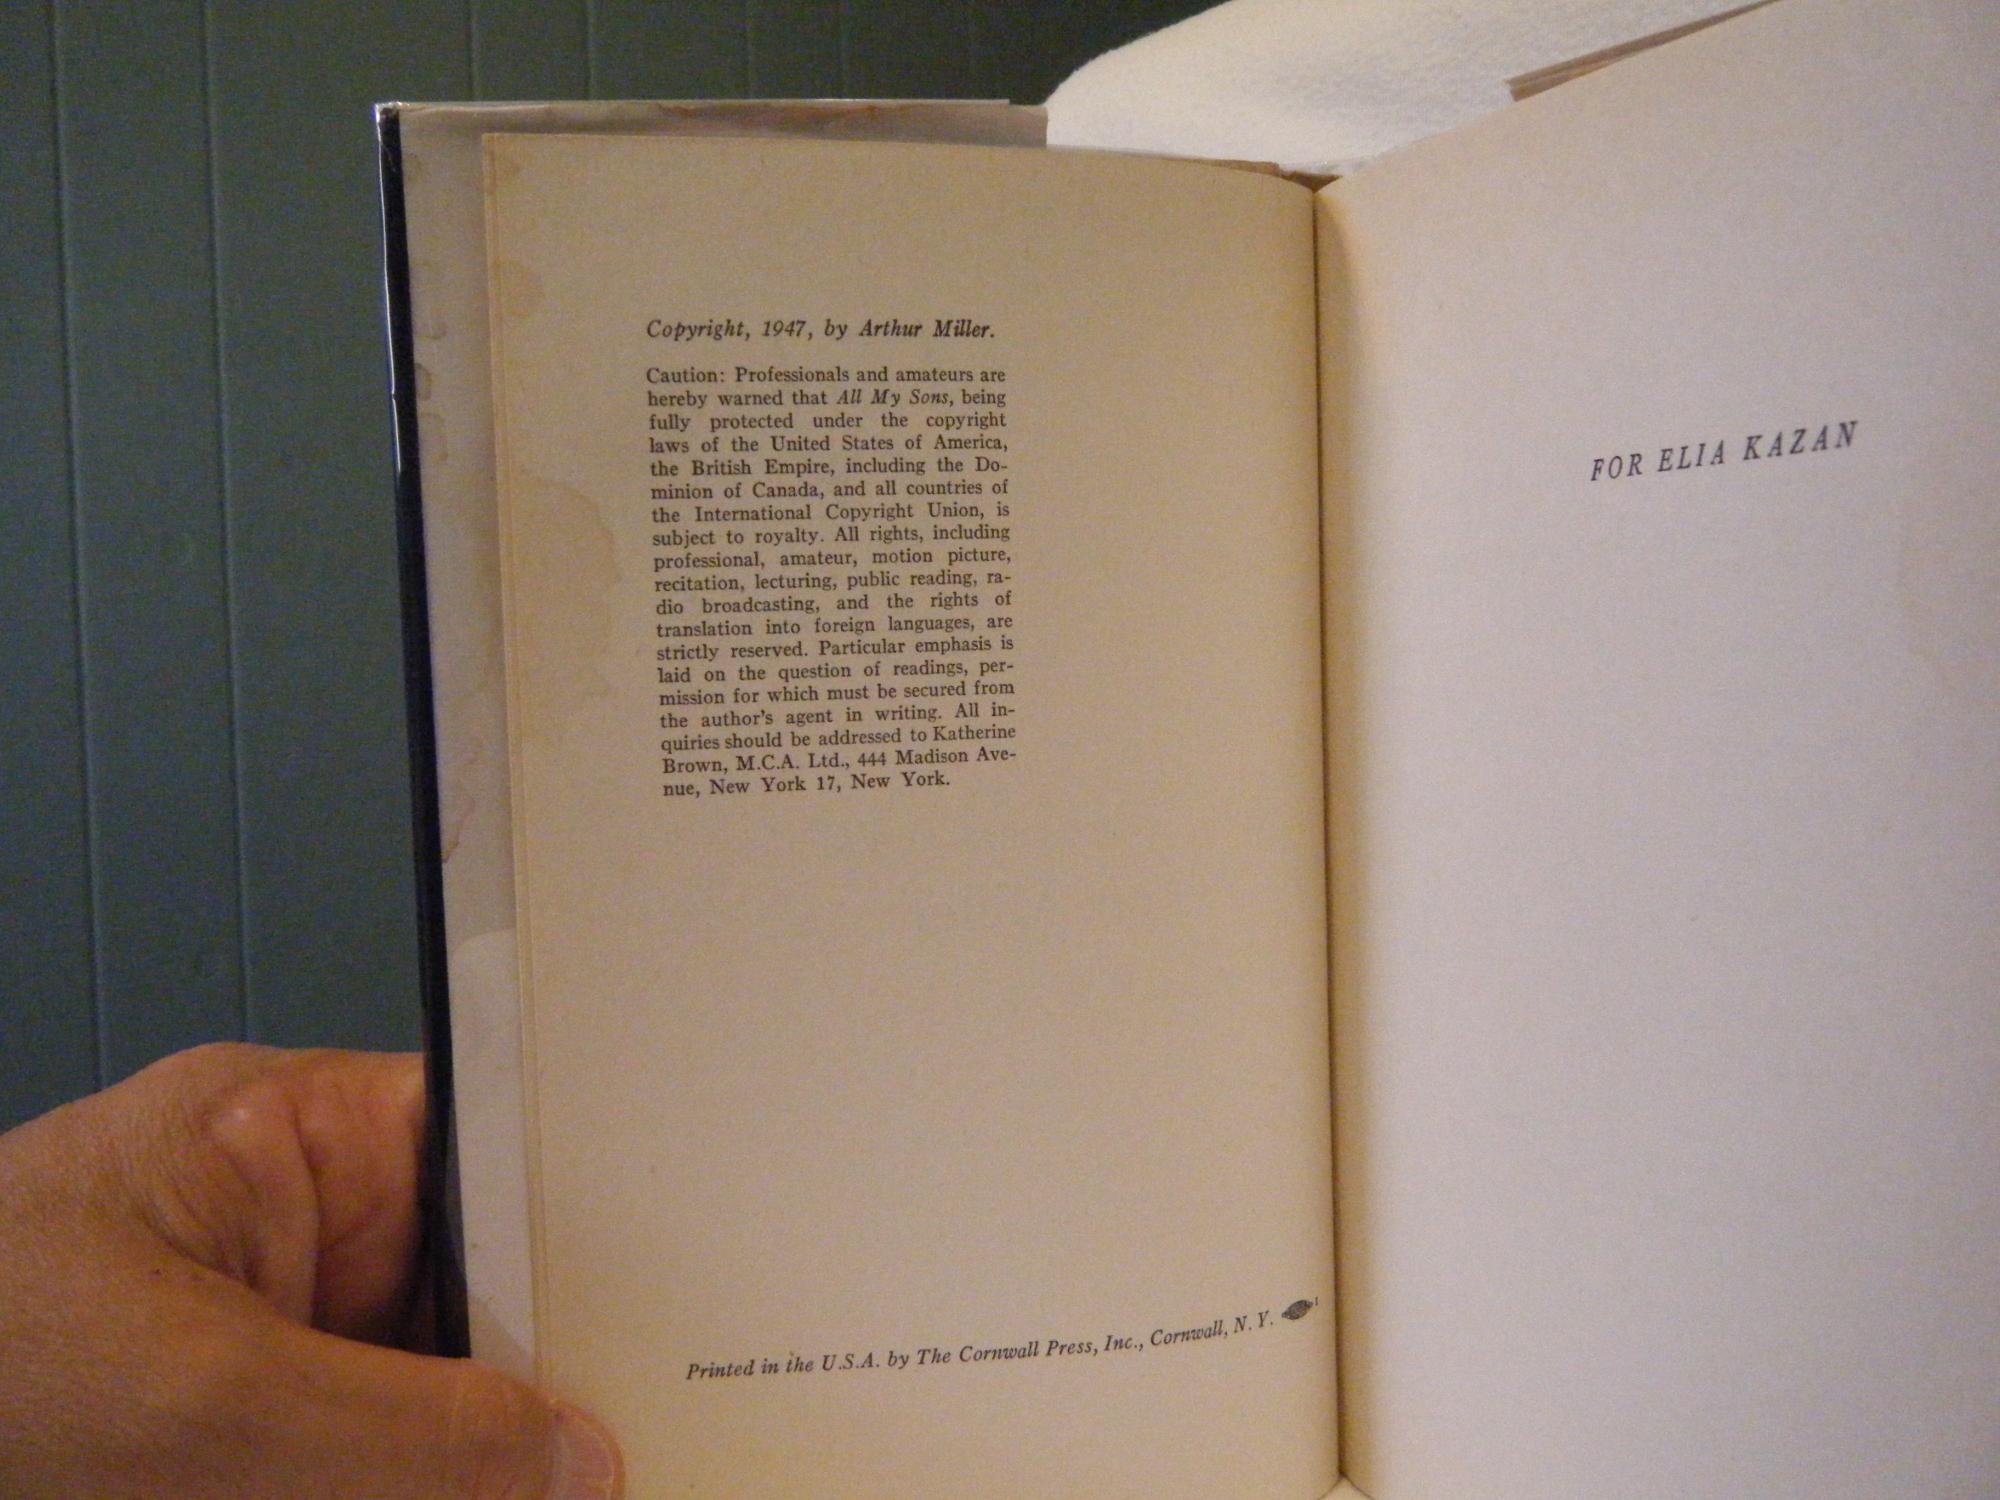 Copyright, 1947, by Arthur Miller.
Caution: Professionals and amateurs are
hereby warned that All My Sons, being
fully protected under the copyright
laws of the United States of America,
the British Empire, including the Do-
minion of Canada, and all countries of
the International Copyright Union, is
subject to royalty. All rights, including
professional, amateur, motion picture,
recitation, lecturing, public reading, ra-
dio broadcasting, and the rights of
translation into foreign languages, are
strictly reserved. Particular emphasis is
laid on the question of readings, per-
mission for which must be secured from
the author's agent in writing. All in-
quiries should be addressed to Katherine
Brown, M.C.A. Ltd., 444 Madison Ave-
nue, New York 17, New York.
Printed in the U.S.A. by The Cornwall Press, Inc., Cornwall, N. Y.
FOR ELIA KAZAN